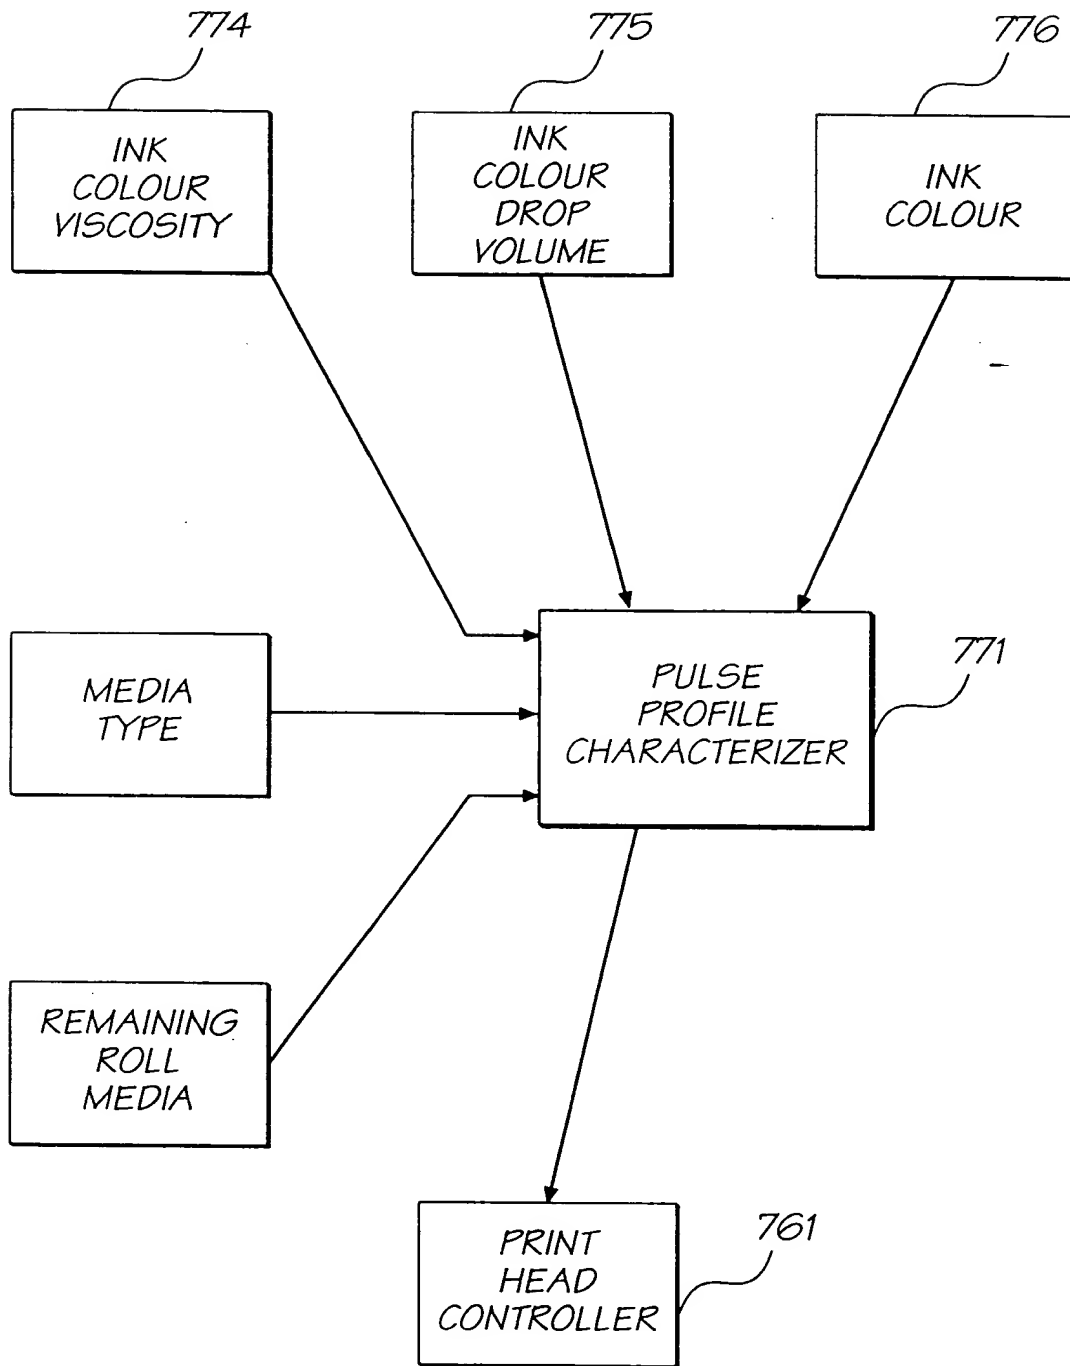 774
775
776
INK
COLOUR
VISCOSITY
INK
COLOUR
DROP
VOLUME
INK
COLOUR
MEDIA
TYPE
PULSE
PROFILE
CHARACTERIZER
771
REMAINING
ROLL
MEDIA
PRINT
HEAD
CONTROLLER
761